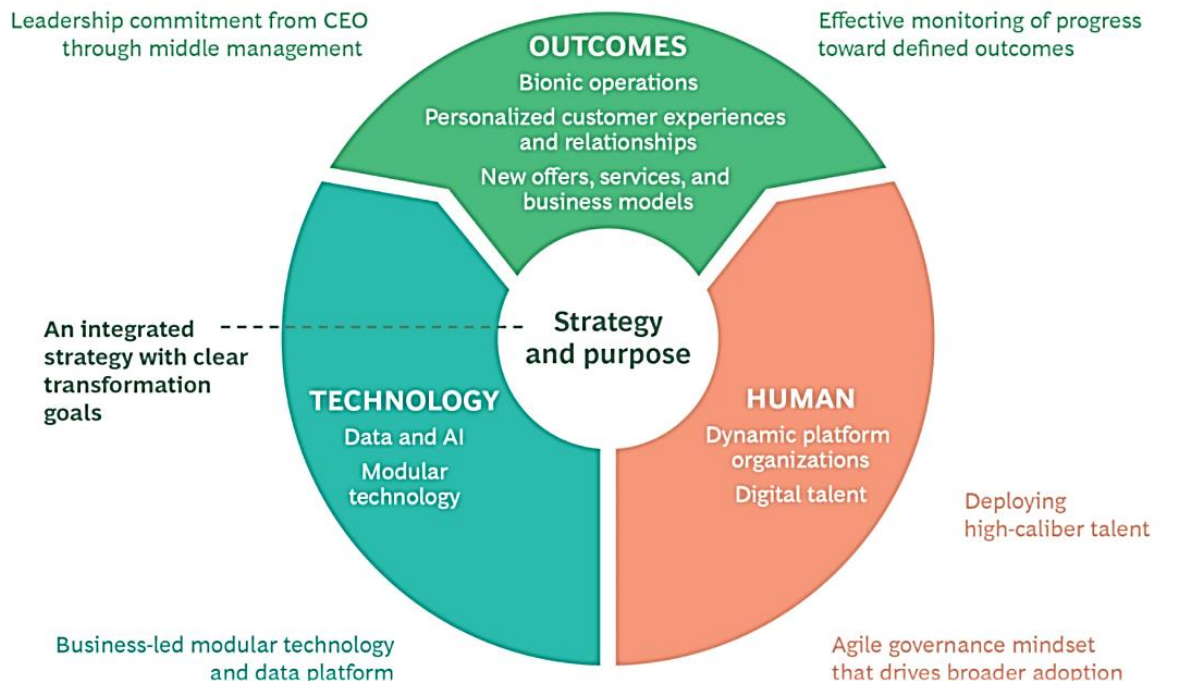 Leadership commitment from CEO
through middle management
Effective monitoring of progress
toward defined outcomes
OUTCOMES
Bionic operations
Personalized customer experiences
and relationships
New offers, services, and
business models
An integrated
strategy with clear
transformation
goals
Strategy
and purpose
TECHNOLOGY
Data and AI
Modular
technology
HUMAN
Dynamic platform
organizations
Digital talent
Deploying
high-caliber talent
Business-led modular technology
and data platform
Agile governance mindset
that drives broader adoption